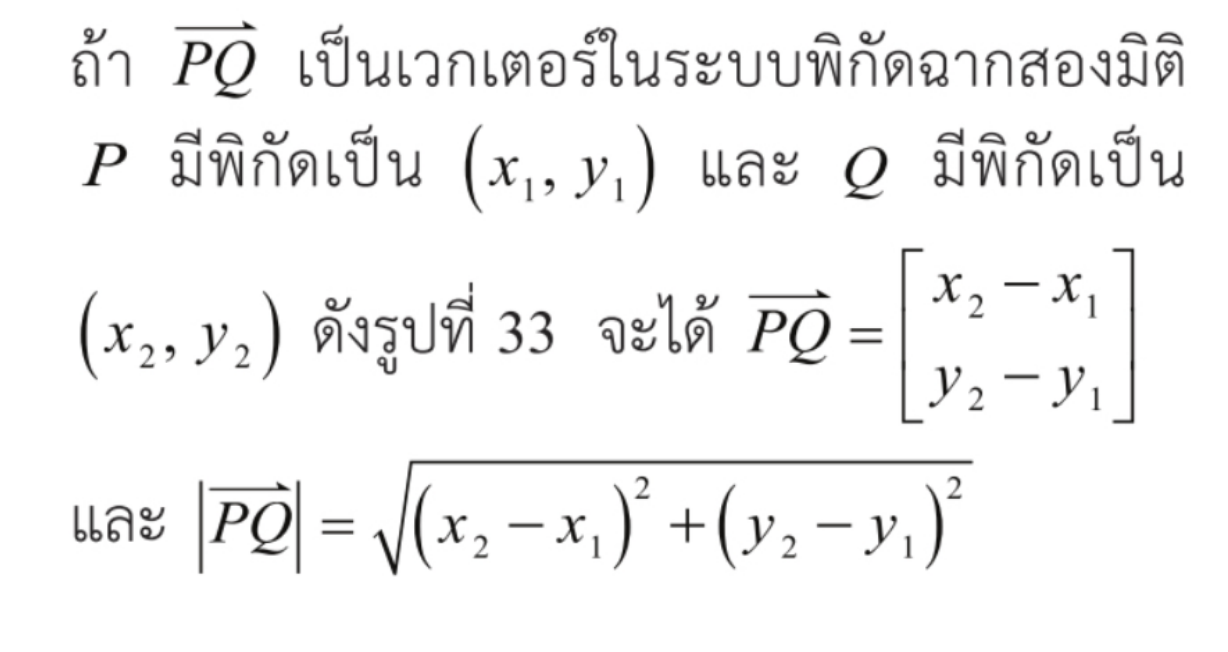 ถ้า $\overrightarrow{PQ}$ เป็นเวกเตอร์ในระบบพิกัดฉากสองมิติ
$P$ มีพิกัดเป็น $(x_1, y_1)$ และ $Q$ มีพิกัดเป็น
$(x_2, y_2)$ ดังรูปที่ 33 จะได้ $\overrightarrow{PQ} = \begin{bmatrix} x_2 - x_1 \\ y_2 - y_1 \end{bmatrix}$
และ $|\overrightarrow{PQ}| = \sqrt{(x_2 - x_1)^2 + (y_2 - y_1)^2}$